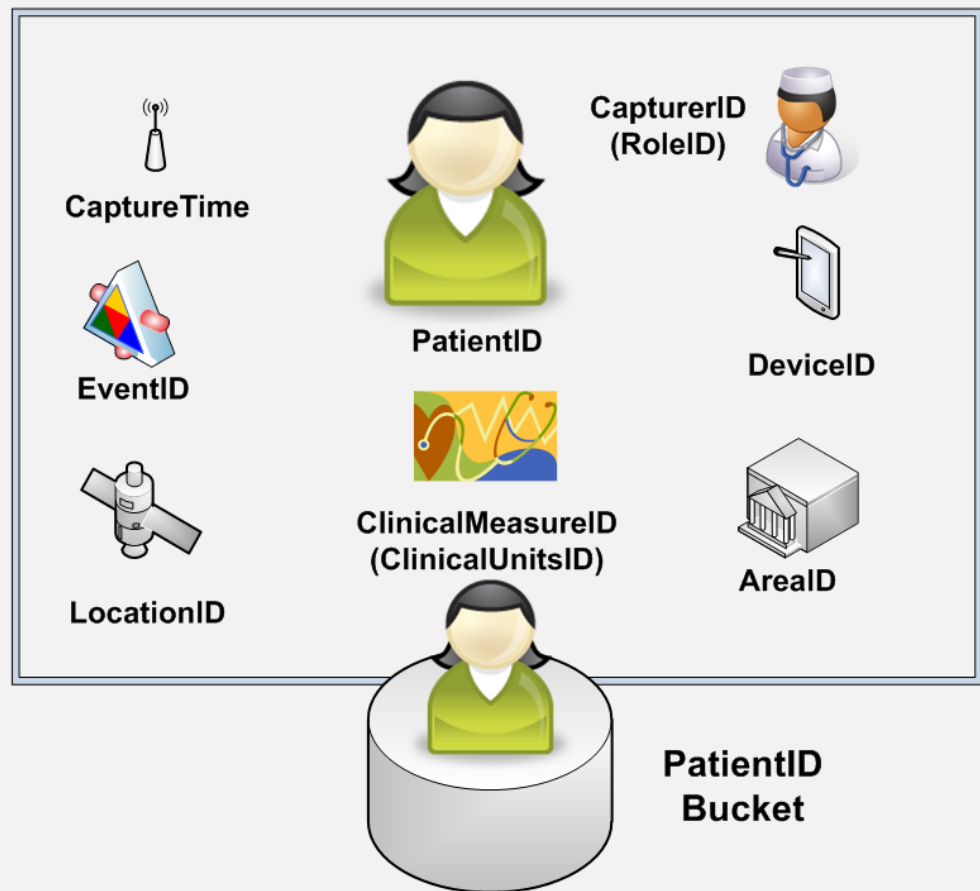 CapturerID
(RoleID)
CaptureTime
PatientID
DeviceID
EventID
ClinicalMeasureID
(ClinicalUnitsID)
AreaID
LocationID
PatientID
Bucket